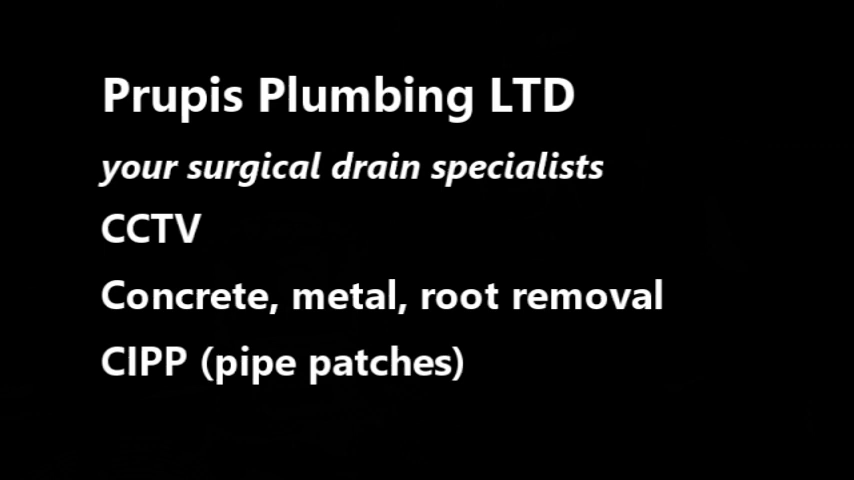 Prupis Plumbing LTD
your surgical drain specialists
CCTV
Concrete, metal, root removal
CIPP (pipe patches)